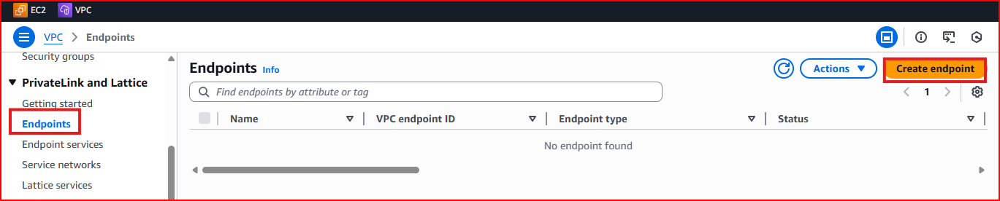 EC2 VPC
VPC > Endpoints
Security groups
PrivateLink and Lattice
Getting started
Endpoints
Endpoint services
Service networks
Lattice services
Endpoints Info
Actions
Create endpoint
Find endpoints by attribute or tag
1
Name VPC endpoint ID Endpoint type Status
No endpoint found